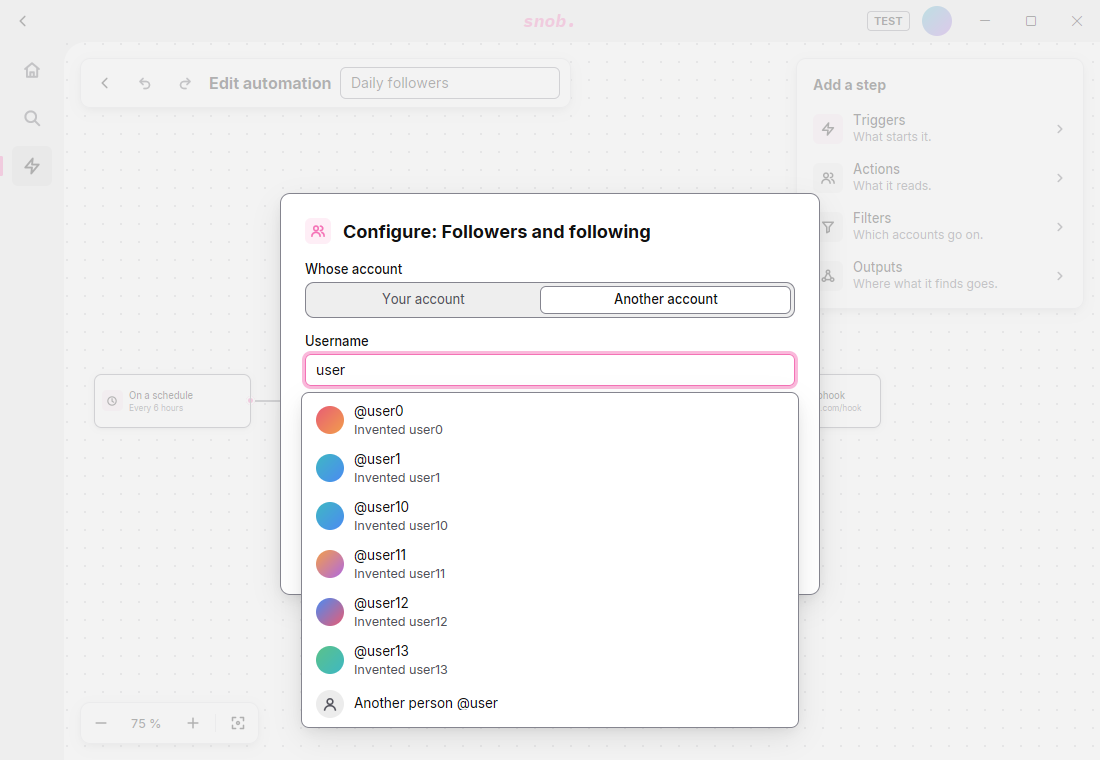 snob.
TEST
Edit automation
Daily followers
Add a step
Triggers
What starts it.
Actions
What it reads.
Filters
Which accounts go on.
Outputs
Where what it finds goes.
Configure: Followers and following
Whose account
Your account
Another account
Username
user
On a schedule
Every 6 hours
.com/hook
@user0
Invented user0
@user1
Invented user1
@user10
Invented user10
@user11
Invented user11
@user12
Invented user12
@user13
Invented user13
Another person @user
75 %